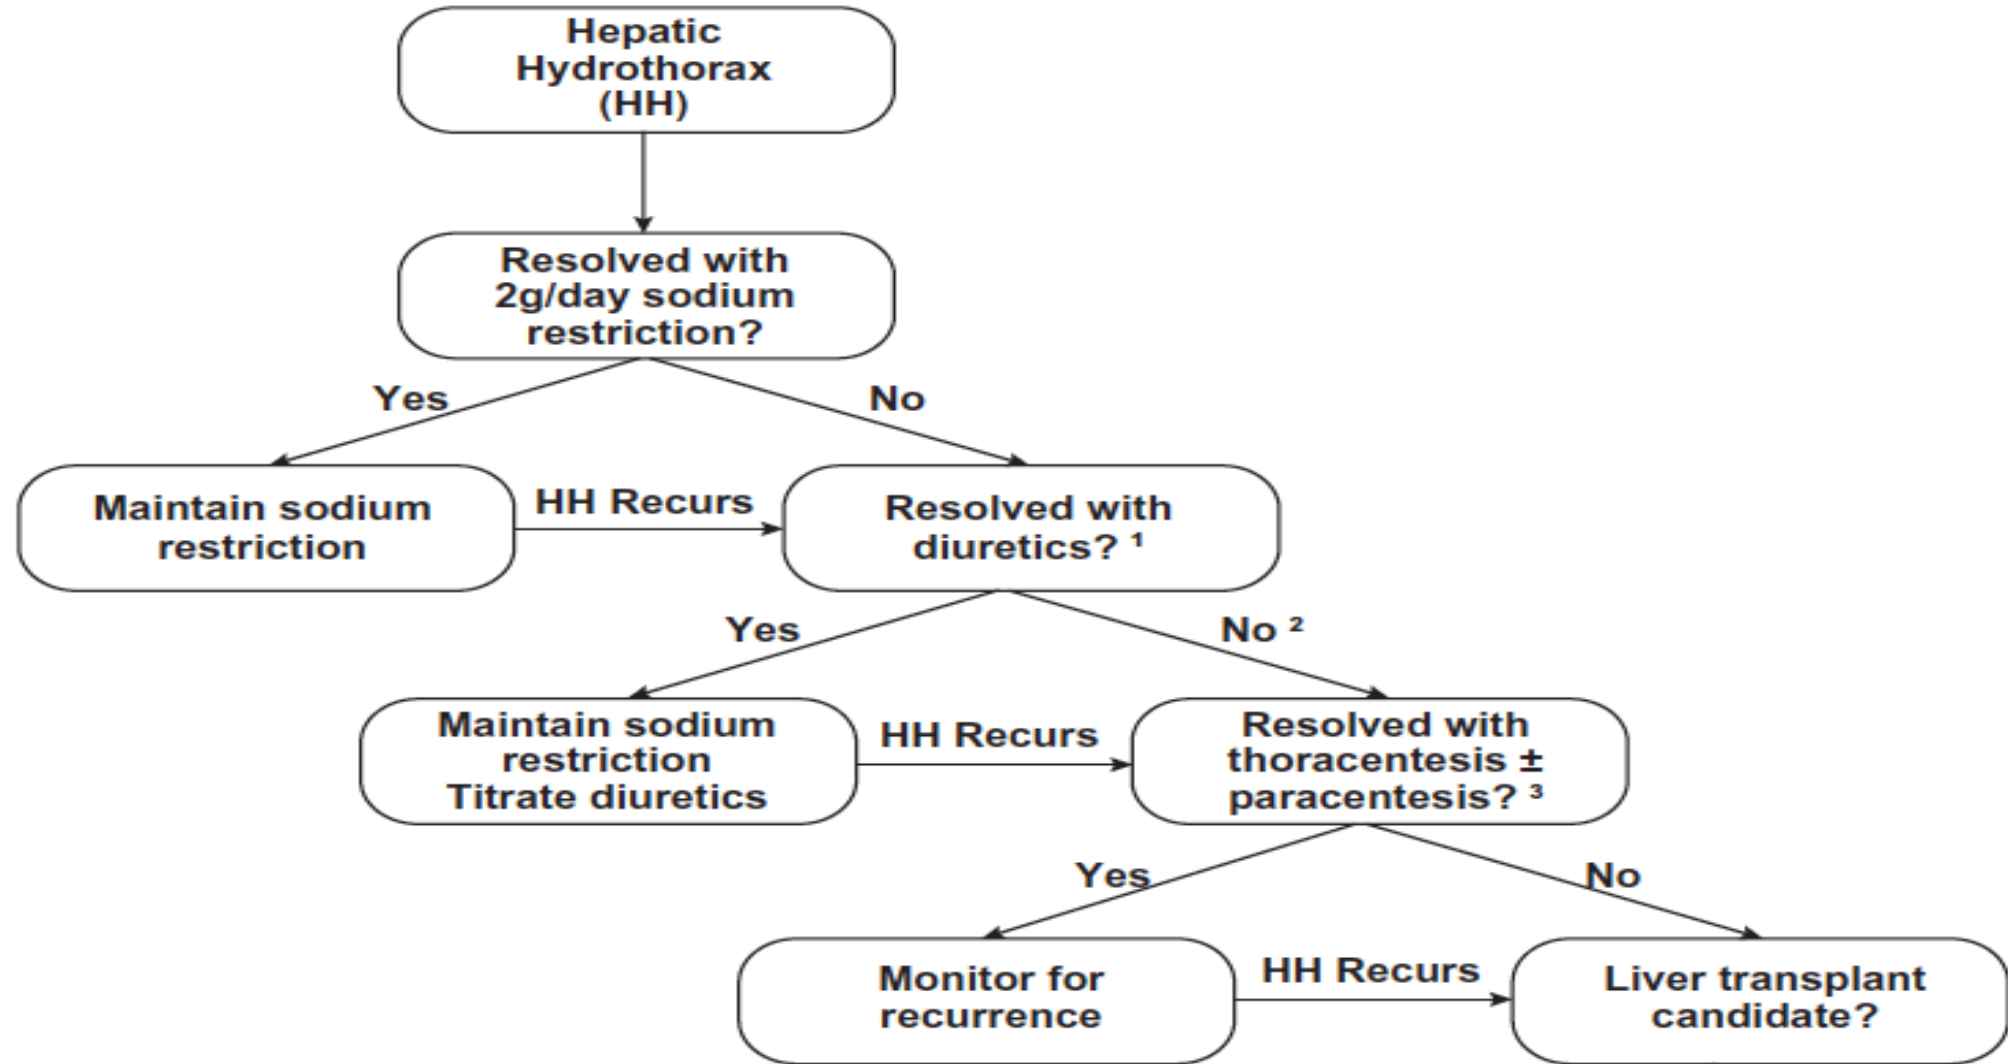 Hepatic
Hydrothorax
(HH)
Resolved with
2g/day sodium
restriction?
Yes
No
Maintain sodium
restriction
HH Recurs
Resolved with
diuretics? ¹
Yes
No ²
Maintain sodium
restriction
Titrate diuretics
HH Recurs
Resolved with
thoracentesis ±
paracentesis? ³
Yes
No
Monitor for
recurrence
HH Recurs
Liver transplant
candidate?